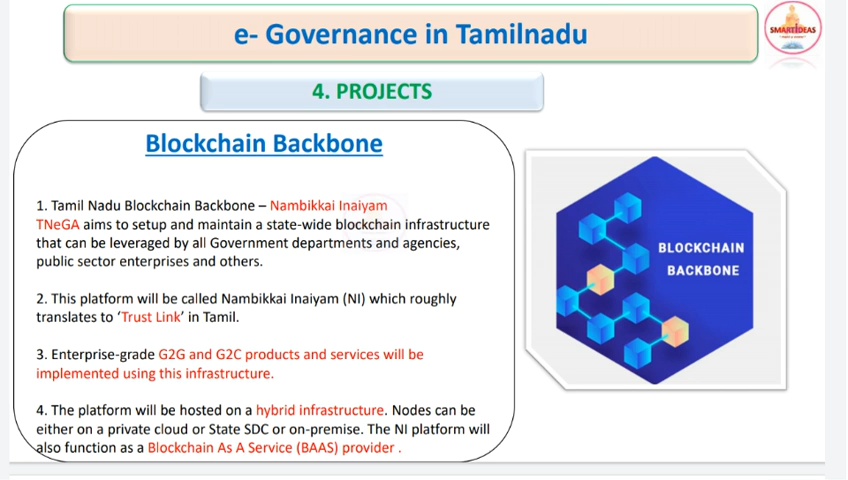 e- Governance in Tamilnadu
SMARTIDEAS
4. PROJECTS
Blockchain Backbone
1. Tamil Nadu Blockchain Backbone – Nambikkai Inaiyam
TNeGA aims to setup and maintain a state-wide blockchain infrastructure
that can be leveraged by all Government departments and agencies,
public sector enterprises and others.
2. This platform will be called Nambikkai Inaiyam (NI) which roughly
translates to ‘Trust Link’ in Tamil.
3. Enterprise-grade G2G and G2C products and services will be
implemented using this infrastructure.
4. The platform will be hosted on a hybrid infrastructure. Nodes can be
either on a private cloud or State SDC or on-premise. The NI platform will
also function as a Blockchain As A Service (BAAS) provider .
BLOCKCHAIN
BACKBONE